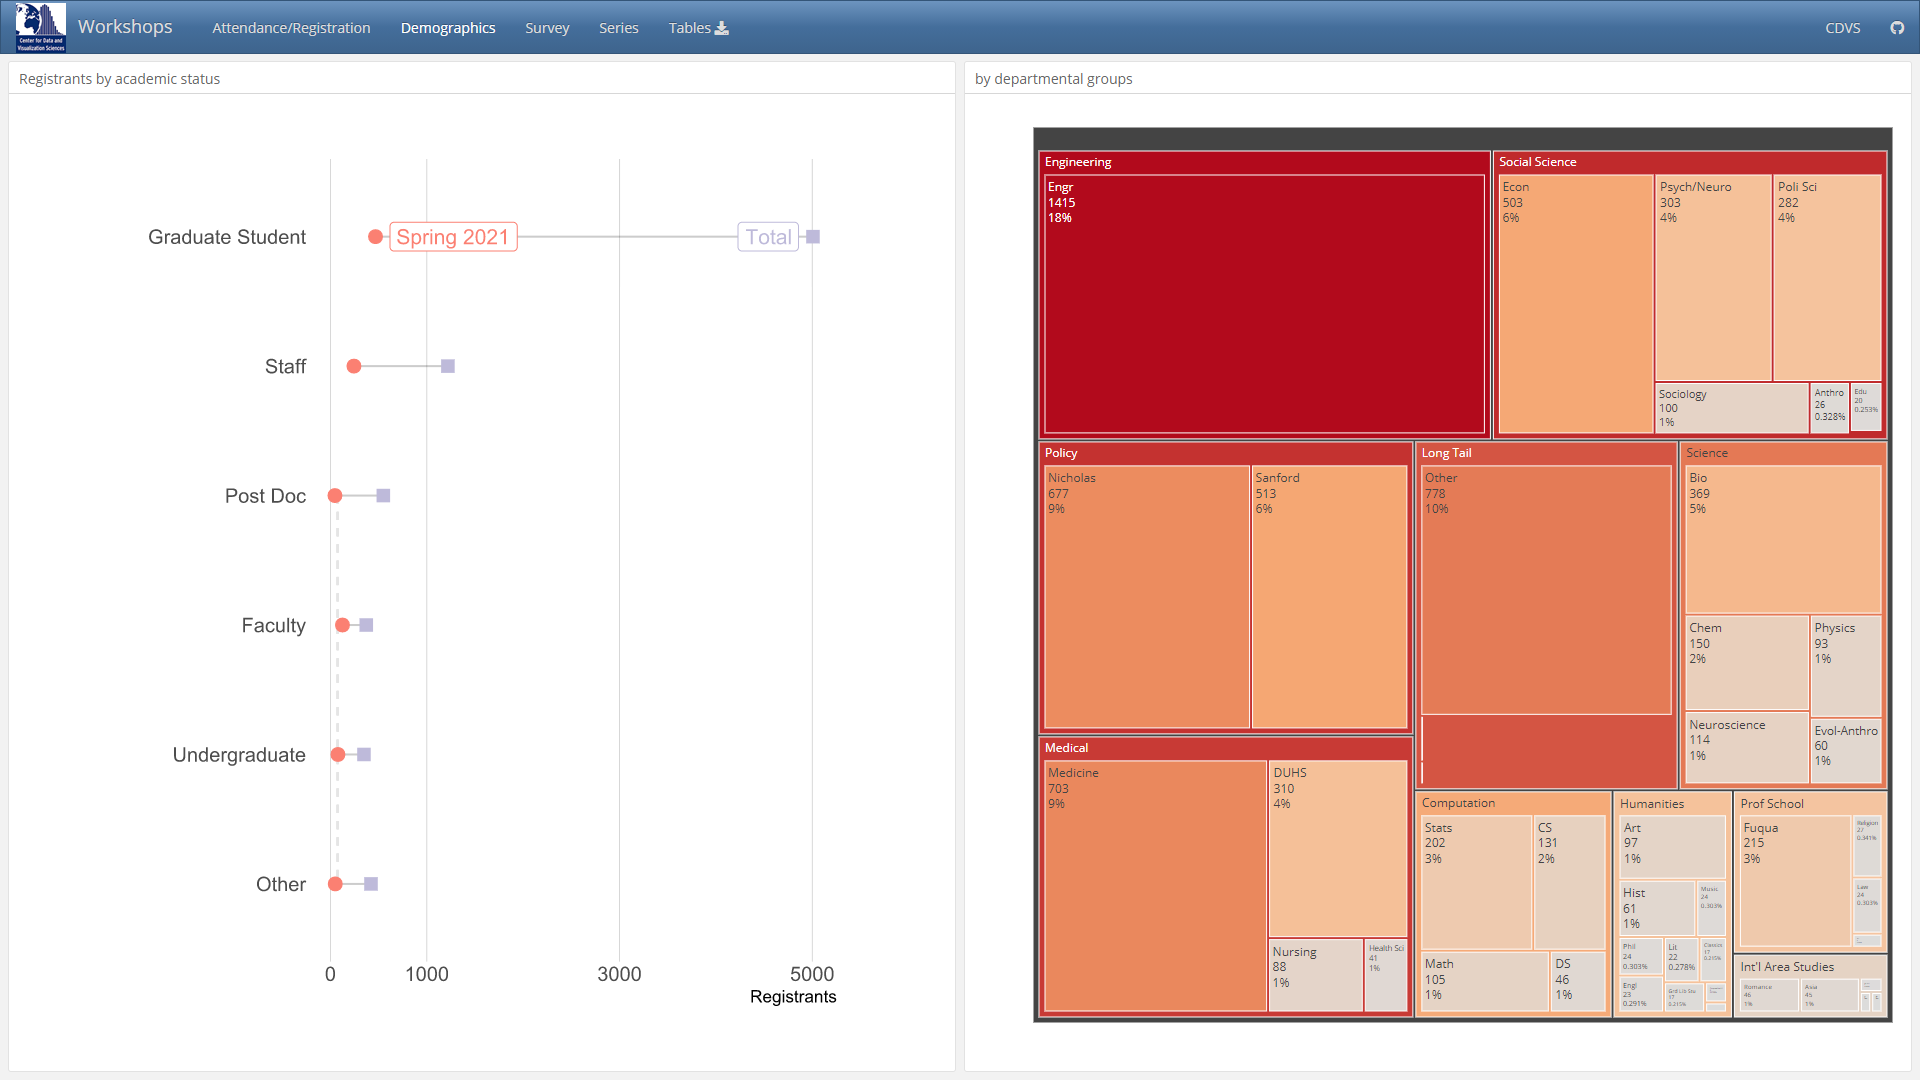 Center for Data and
Visualization Sciences
Workshops
Attendance/Registration
Demographics
Survey
Series
Tables
CDVS
Registrants by academic status
Graduate Student
Spring 2021
Total
Staff
Post Doc
Faculty
Undergraduate
Other
0
1000
3000
5000
Registrants
by departmental groups
Engineering
Engr
1415
18%
Social Science
Econ
503
6%
Psych/Neuro
303
4%
Poli Sci
282
4%
Sociology
100
1%
Anthro
26
0.328%
Edu
20
0.253%
Policy
Nicholas
677
9%
Sanford
513
6%
Long Tail
Other
778
10%
Science
Bio
369
5%
Chem
150
2%
Physics
93
1%
Neuroscience
114
1%
Evol-Anthro
60
1%
Medical
Medicine
703
9%
DUHS
310
4%
Nursing
88
1%
Health Sci
41
1%
Computation
Stats
202
3%
CS
131
2%
Math
105
1%
DS
46
1%
Humanities
Art
97
1%
Hist
61
1%
Music
24
0.303%
Phil
24
0.303%
Lit
22
0.278%
Classics
17
0.215%
Engl
23
0.291%
Grd Lib Stu
17
0.215%
Prof School
Fuqua
215
3%
Religion
27
0.341%
Law
24
0.303%
Int'l Area Studies
Romance
46
1%
Asia
45
1%